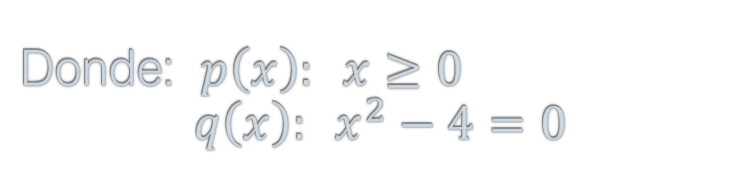 Donde: p(x): x ≥ 0
q(x): x² − 4 = 0